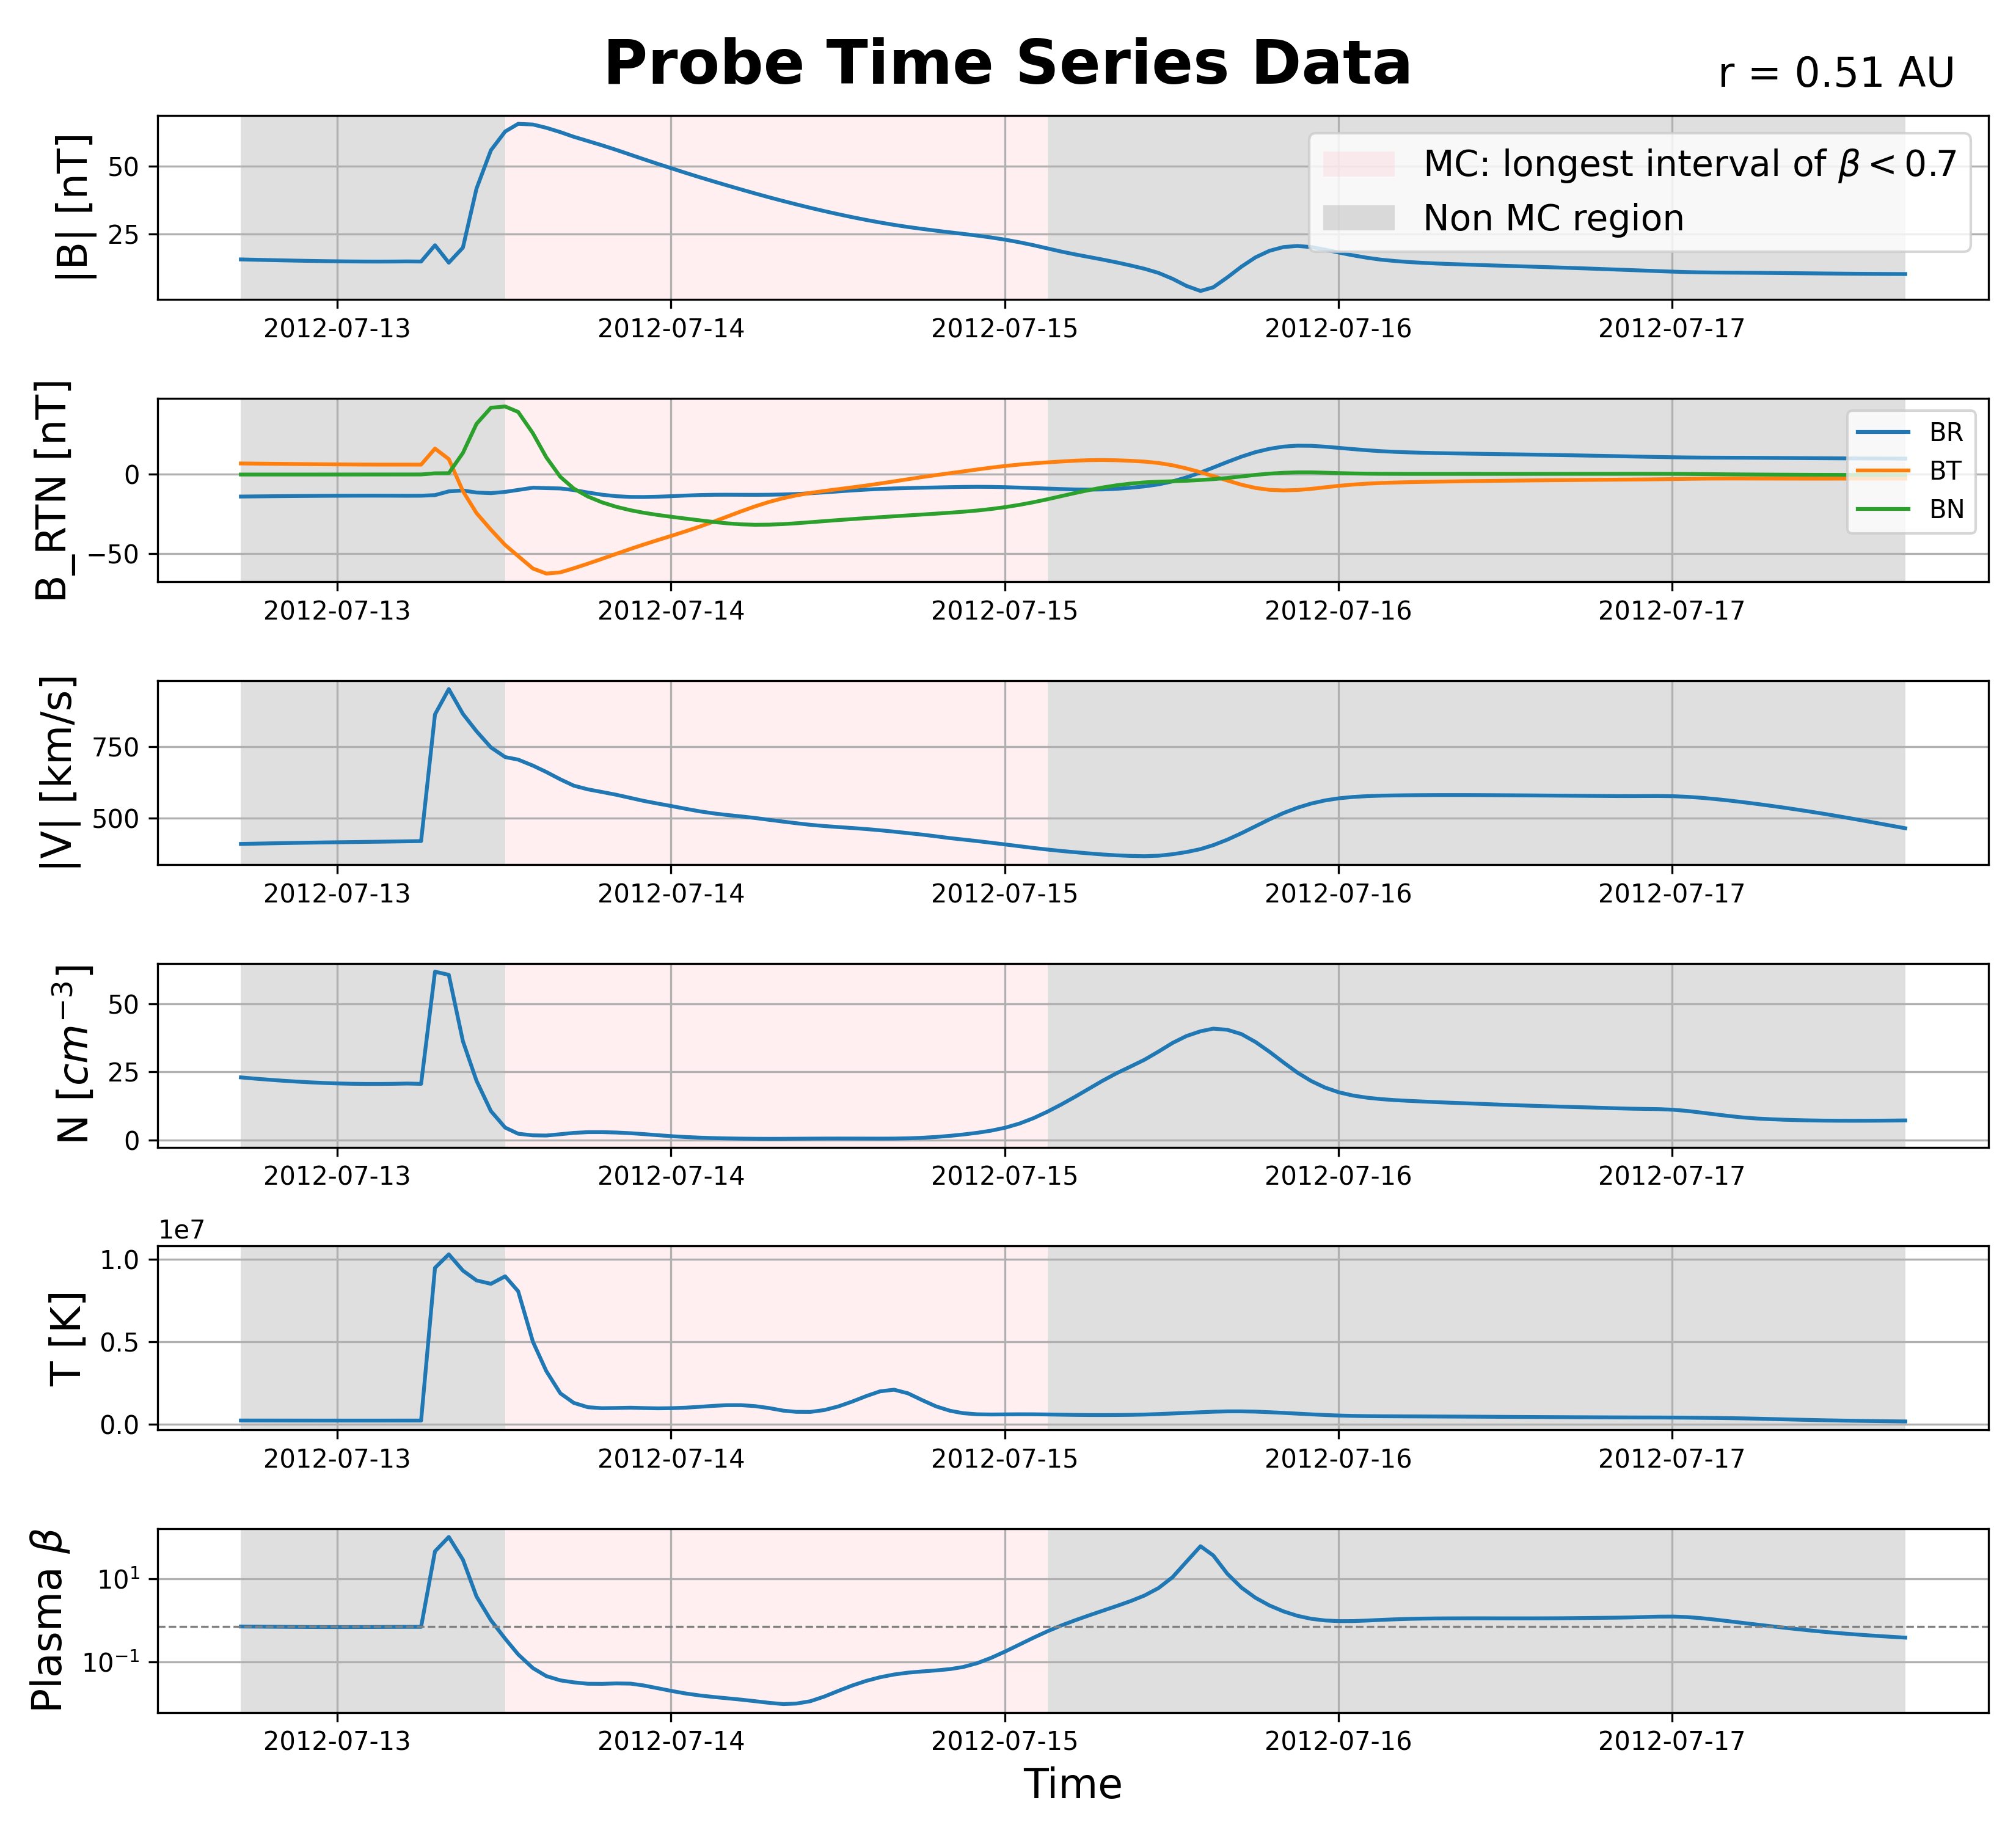 Probe Time Series Data
r = 0.51 AU
|B| [nT]
50
25
MC: longest interval of β < 0.7
Non MC region
2012-07-13 2012-07-14 2012-07-15 2012-07-16 2012-07-17
B_RTN [nT]
0
−50
BR
BT
BN
2012-07-13 2012-07-14 2012-07-15 2012-07-16 2012-07-17
|V| [km/s]
750
500
2012-07-13 2012-07-14 2012-07-15 2012-07-16 2012-07-17
N [cm⁻³]
50
25
0
2012-07-13 2012-07-14 2012-07-15 2012-07-16 2012-07-17
1e7
T [K]
1.0
0.5
0.0
2012-07-13 2012-07-14 2012-07-15 2012-07-16 2012-07-17
Plasma β
10¹
10⁻¹
2012-07-13 2012-07-14 2012-07-15 2012-07-16 2012-07-17
Time